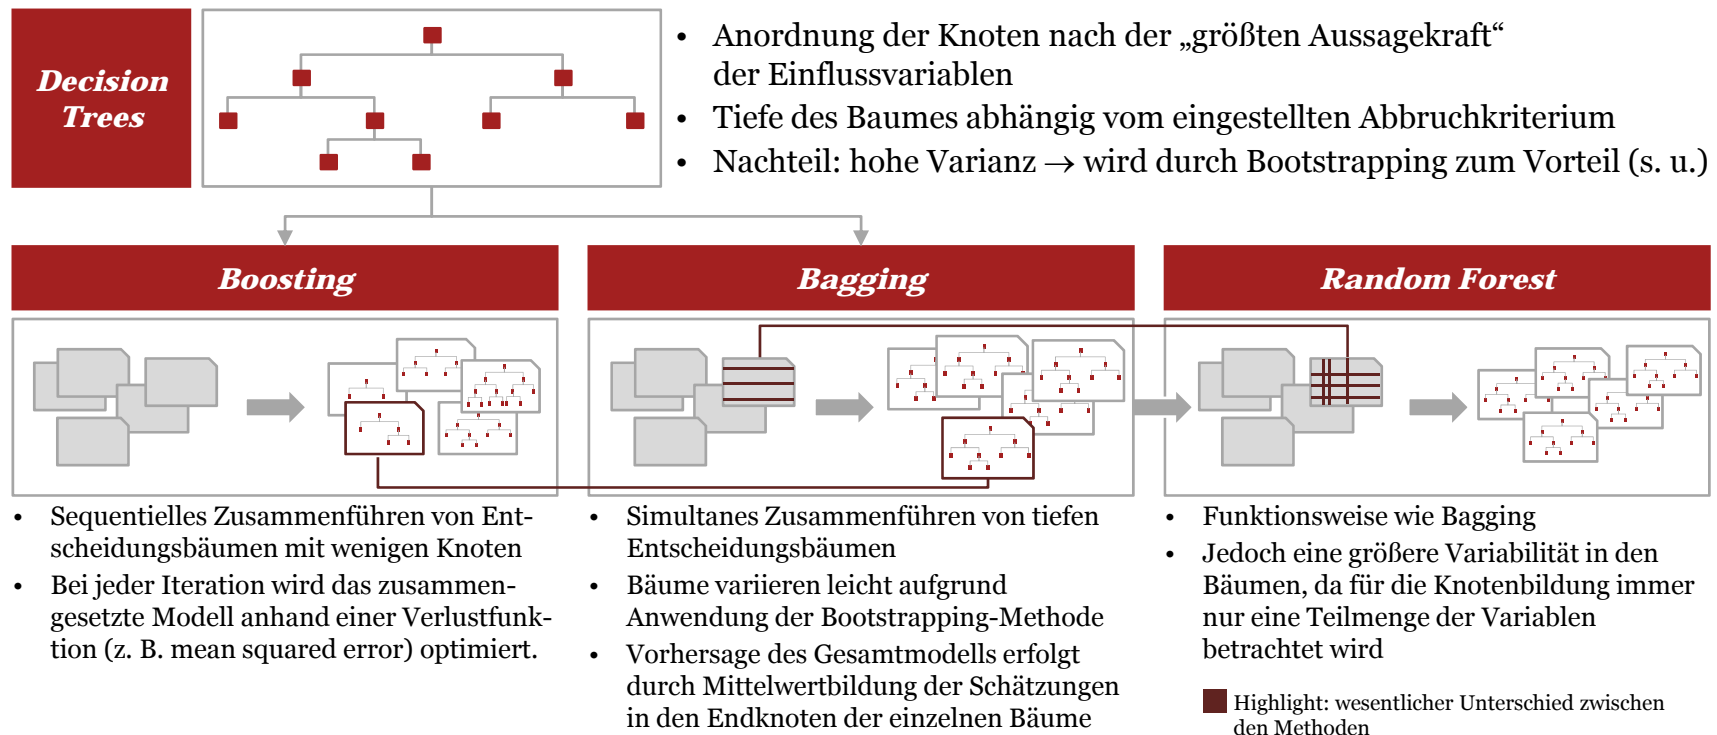 Decision
Trees
• Anordnung der Knoten nach der „größten Aussagekraft“
der Einflussvariablen
• Tiefe des Baumes abhängig vom eingestellten Abbruchkriterium
• Nachteil: hohe Varianz → wird durch Bootstrapping zum Vorteil (s. u.)
Boosting
• Sequentielles Zusammenführen von Ent-
scheidungsbäumen mit wenigen Knoten
• Bei jeder Iteration wird das zusammen-
gesetzte Modell anhand einer Verlustfunk-
tion (z. B. mean squared error) optimiert.
Bagging
• Simultanes Zusammenführen von tiefen
Entscheidungsbäumen
• Bäume variieren leicht aufgrund
Anwendung der Bootstrapping-Methode
• Vorhersage des Gesamtmodells erfolgt
durch Mittelwertbildung der Schätzungen
in den Endknoten der einzelnen Bäume
Random Forest
• Funktionsweise wie Bagging
• Jedoch eine größere Variabilität in den
Bäumen, da für die Knotenbildung immer
nur eine Teilmenge der Variablen
betrachtet wird
Highlight: wesentlicher Unterschied zwischen
den Methoden